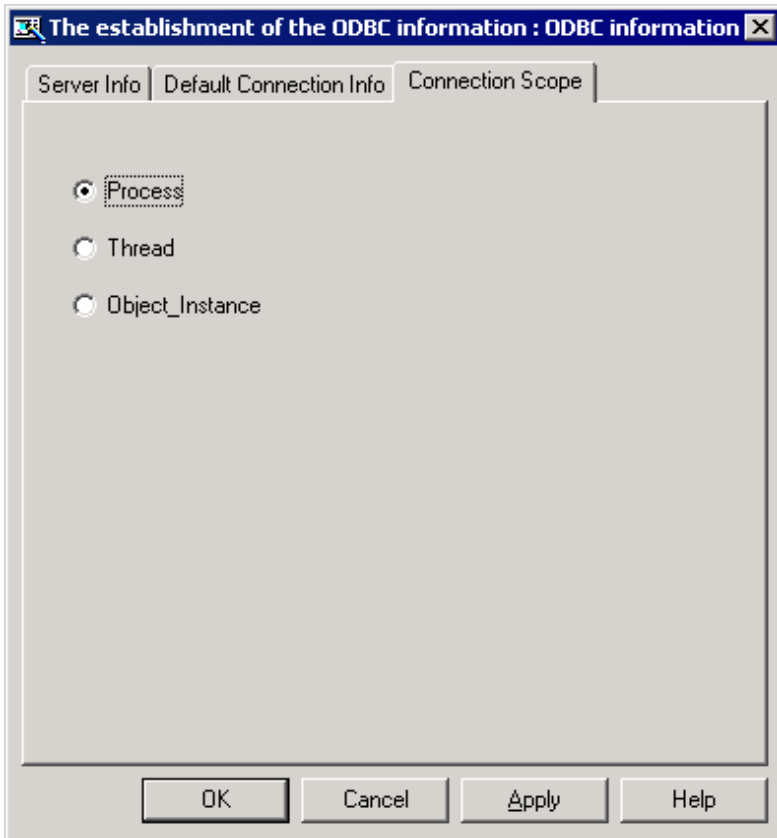 The establishment of the ODBC information : ODBC information
Server Info
Default Connection Info
Connection Scope
Process
Thread
Object_Instance
OK
Cancel
Apply
Help